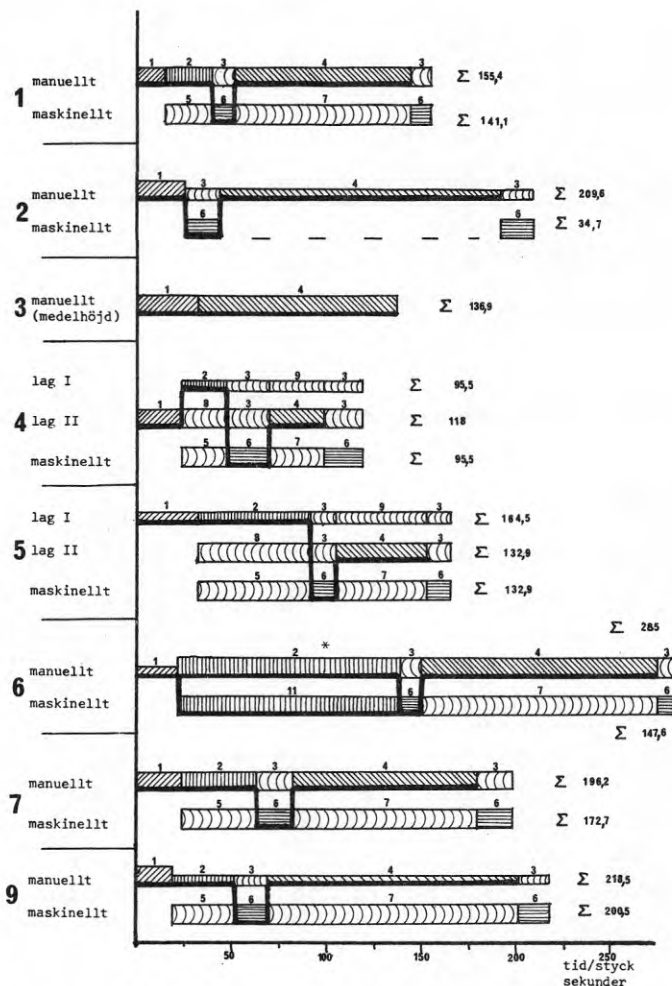 1 2 3 4 3
1 manuellt Σ 155,4
5 6 7 6
maskinellt Σ 141,1
1 3 4 3
2 manuellt Σ 209,6
6 6
maskinellt Σ 34,7
1 4
3 manuellt Σ 136,9
(medelhöjd)
2 3 9 3
lag I Σ 95,5
1 8 3 4 3
4 lag II Σ 118
5 6 7 6
maskinellt Σ 95,5
1 2 3 9 3
lag I Σ 164,5
8 3 4 3
5 lag II Σ 132,9
5 6 7 6
maskinellt Σ 132,9
Σ 285
*
1 2 3 4 3
6 manuellt
11 6 7 6
maskinellt
Σ 147,6
1 2 3 4 3
7 manuellt Σ 196,2
5 6 7 6
maskinellt Σ 172,7
1 2 3 4 3
9 manuellt Σ 218,5
5 6 7 6
maskinellt Σ 200,5
50 100 150 200 250
tid/styck
sekunder